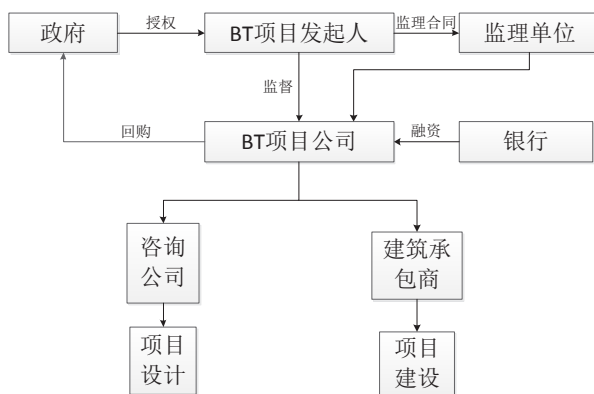 政府
授权
BT项目发起人
监理合同
监理单位
监督
回购
BT项目公司
融资
银行
咨询
公司
建筑承
包商
项目
设计
项目
建设